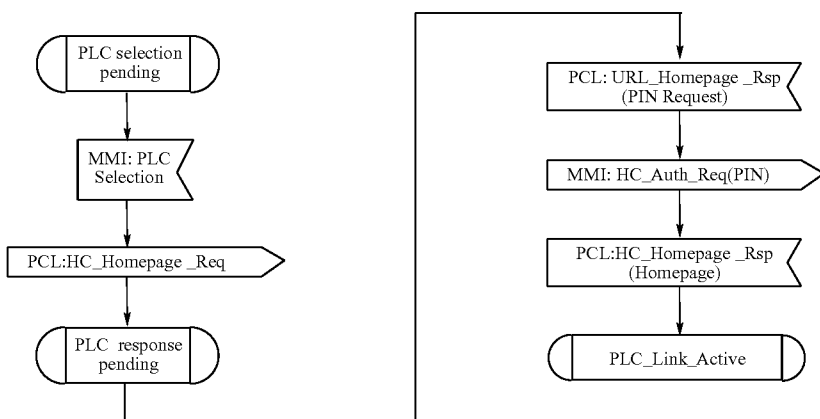 PLC selection
pending
MMI: PLC
Selection
PCL:HC_Homepage _Req
PLC response
pending
PCL: URL_Homepage _Rsp
(PIN Request)
MMI: HC_Auth_Req(PIN)
PCL:HC_Homepage _Rsp
(Homepage)
PLC_Link_Active